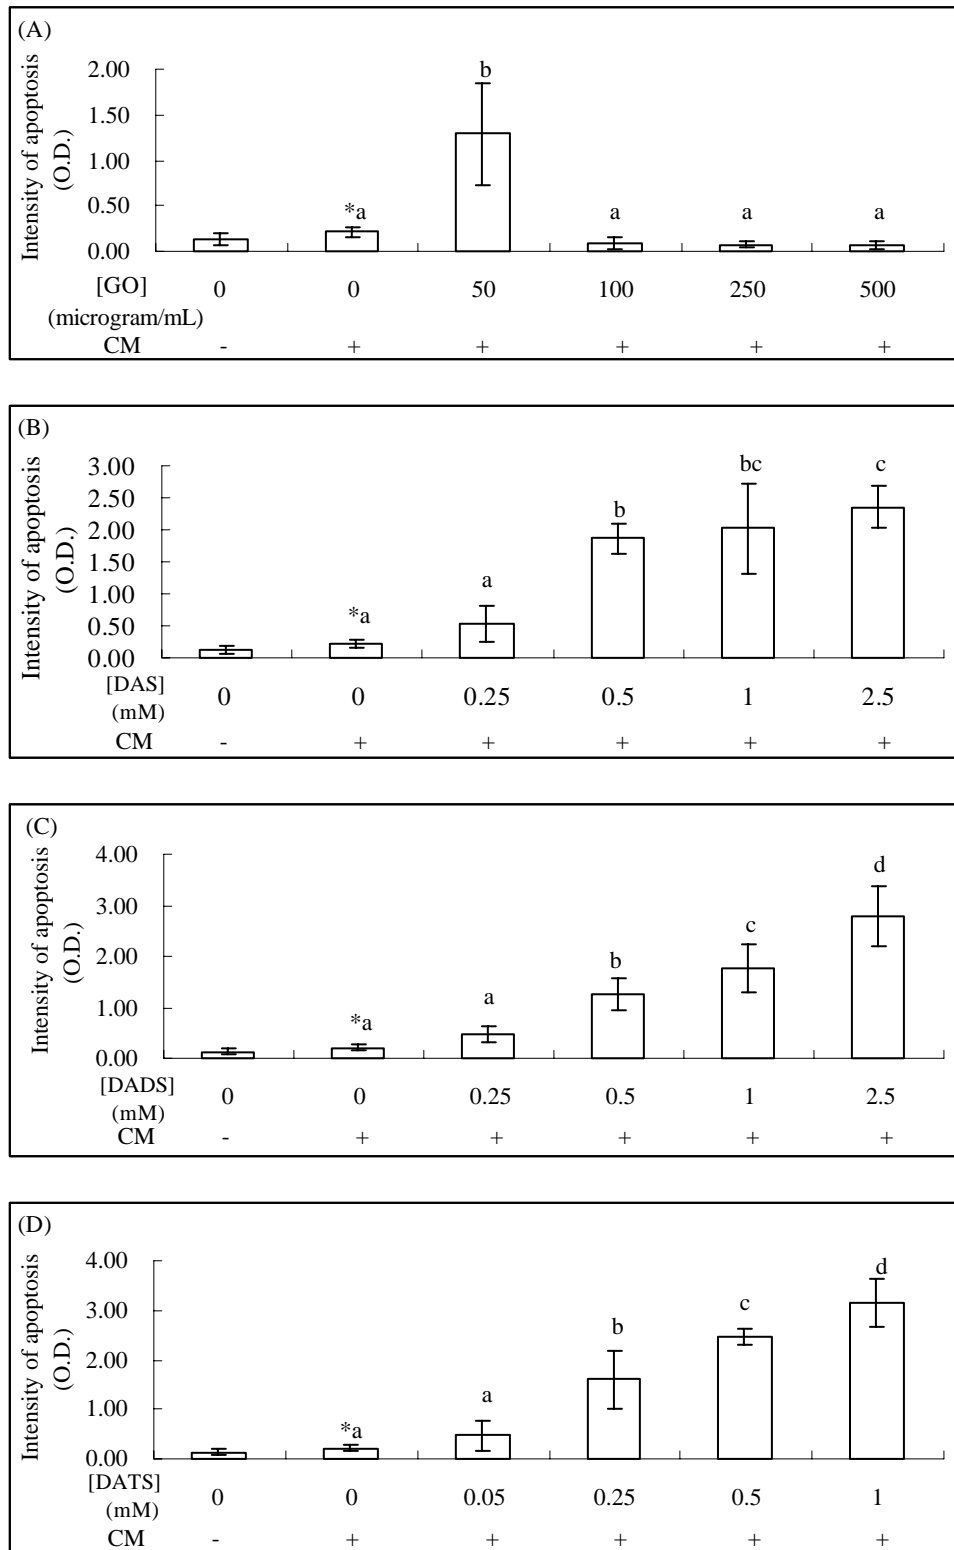 (A)
Intensity of apoptosis
(O.D.)
2.00
1.50
1.00
0.50
0.00
b
*a
a
a
a
[GO]
(microgram/mL)
0
0
50
100
250
500
CM
-
+
+
+
+
+
(B)
Intensity of apoptosis
(O.D.)
3.00
2.50
2.00
1.50
1.00
0.50
0.00
*a
a
b
bc
c
[DAS]
(mM)
0
0
0.25
0.5
1
2.5
CM
-
+
+
+
+
+
(C)
Intensity of apoptosis
(O.D.)
4.00
3.00
2.00
1.00
0.00
*a
a
b
c
d
[DADS]
(mM)
0
0
0.25
0.5
1
2.5
CM
-
+
+
+
+
+
(D)
Intensity of apoptosis
(O.D.)
4.00
3.00
2.00
1.00
0.00
*a
a
b
c
d
[DATS]
(mM)
0
0
0.05
0.25
0.5
1
CM
-
+
+
+
+
+